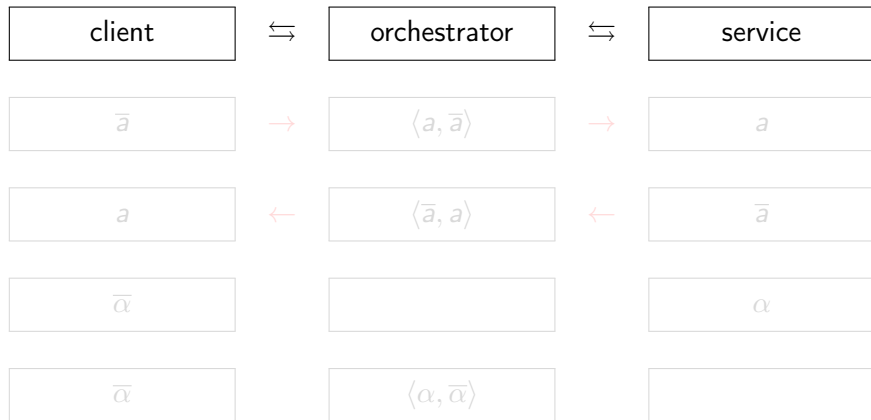 client ⇆ orchestrator ⇆ service
a̅ → ⟨a, a̅⟩ → a
a ← ⟨a̅, a⟩ ← a̅
α̅ α
α̅ ⟨α, α̅⟩